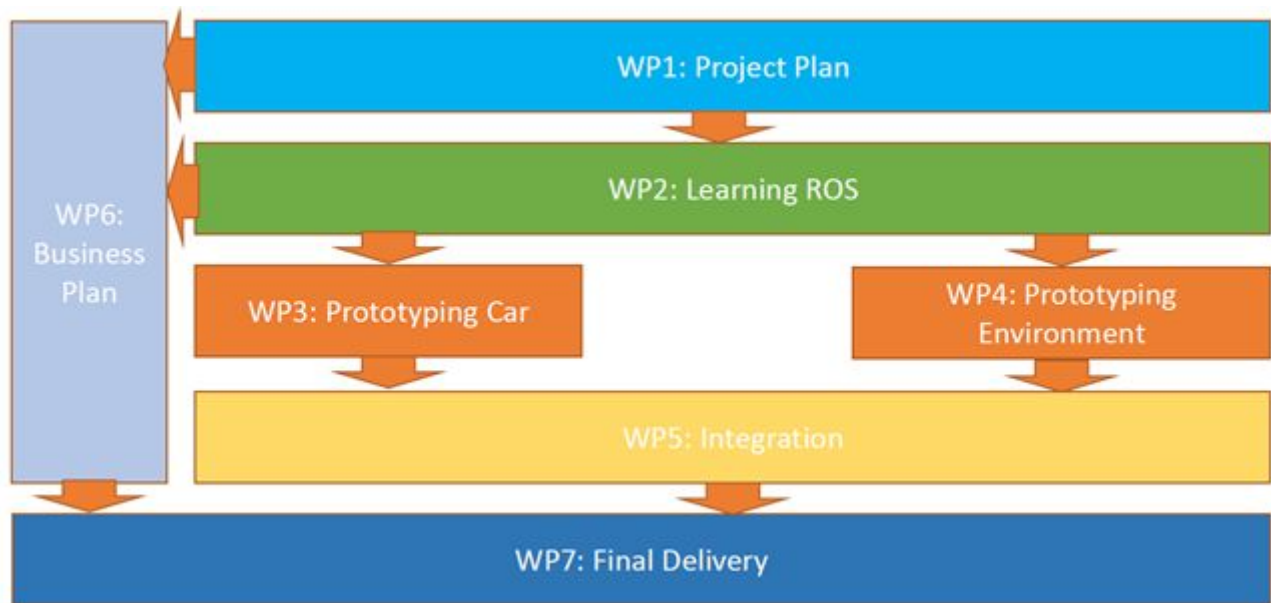 WP1: Project Plan
WP2: Learning ROS
WP6:
Business
Plan
WP3: Prototyping Car
WP4: Prototyping
Environment
WP5: Integration
WP7: Final Delivery